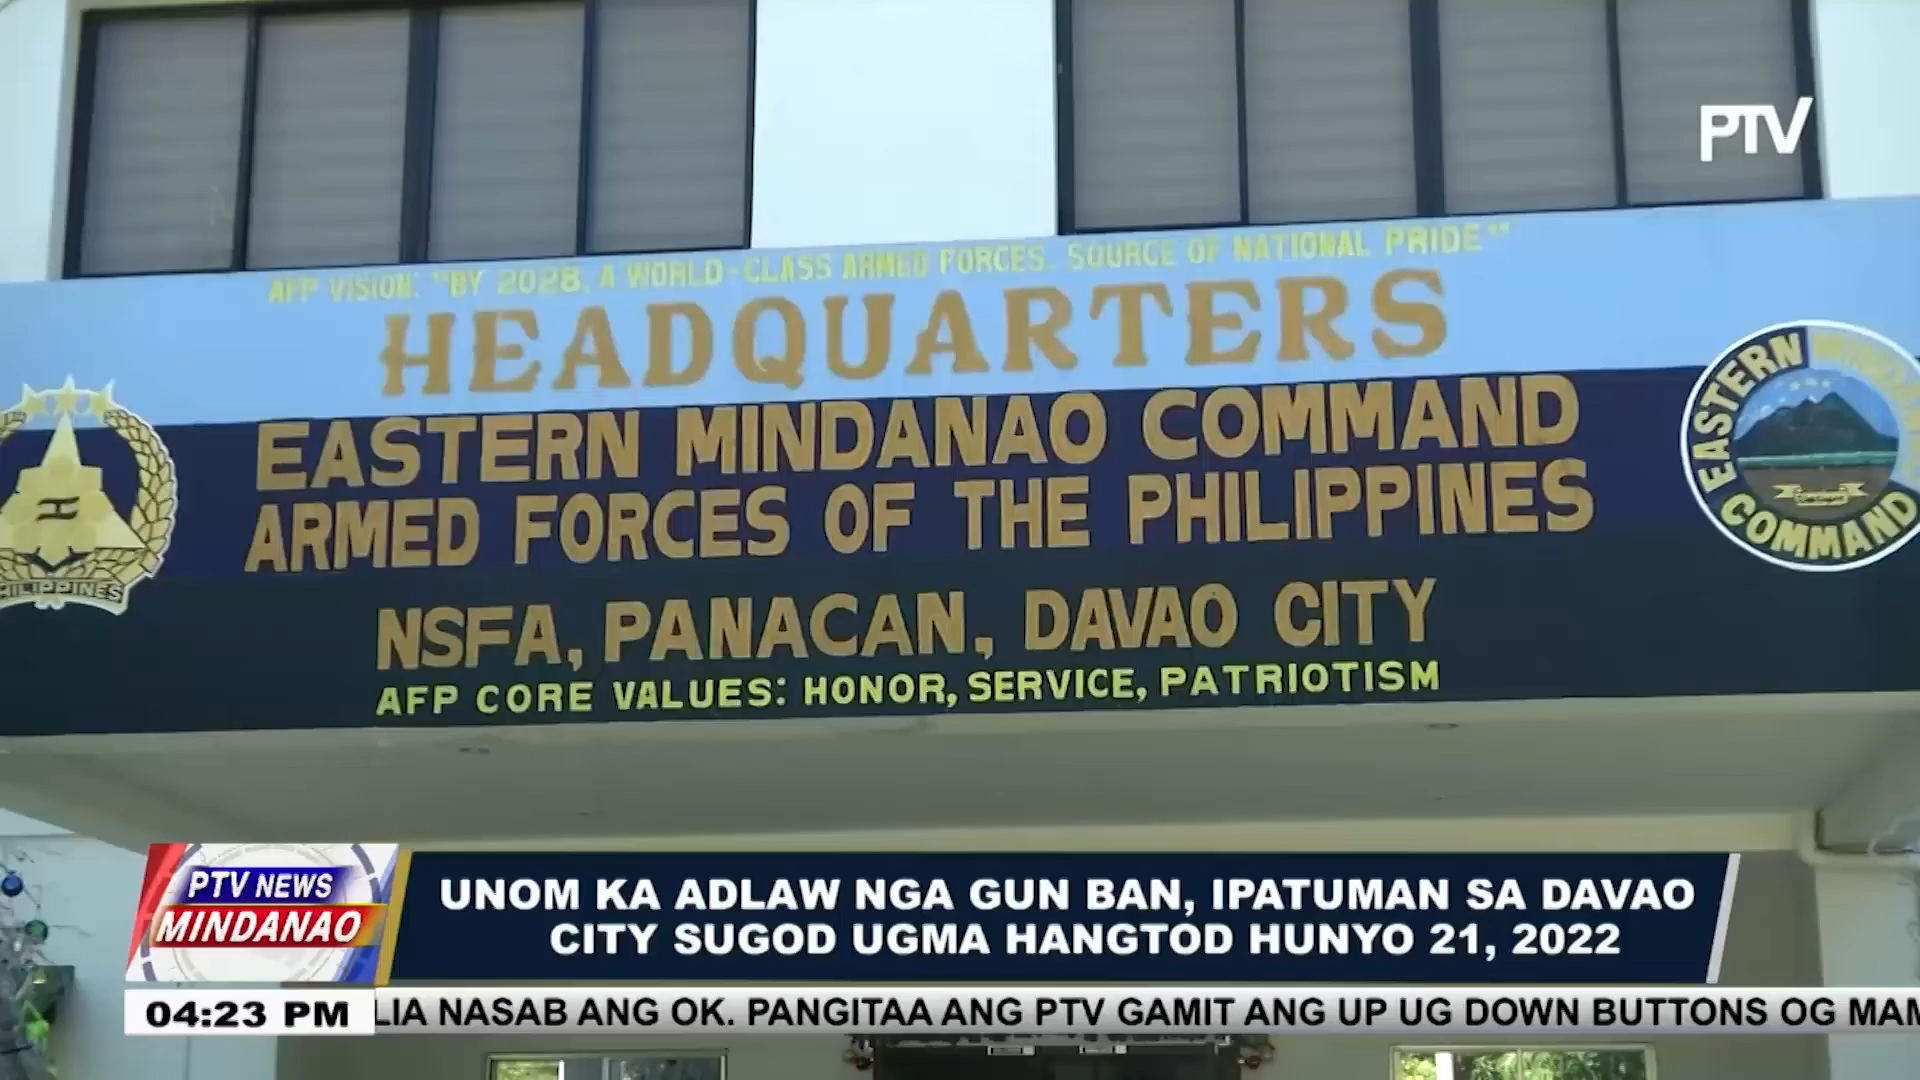 PTV
AFP VISION: "BY 2028, A WORLD-CLASS ARMED FORCES, SOURCE OF NATIONAL PRIDE"
HEADQUARTERS
EASTERN MINDANAO COMMAND
ARMED FORCES OF THE PHILIPPINES
NSFA, PANACAN, DAVAO CITY
AFP CORE VALUES: HONOR, SERVICE, PATRIOTISM
EASTERN
COMMAND
PTV NEWS
MINDANAO
UNOM KA ADLAW NGA GUN BAN, IPATUMAN SA DAVAO
CITY SUGOD UGMA HANGTOD HUNYO 21, 2022
04:23 PM
LIA NASAB ANG OK. PANGITAA ANG PTV GAMIT ANG UP UG DOWN BUTTONS OG